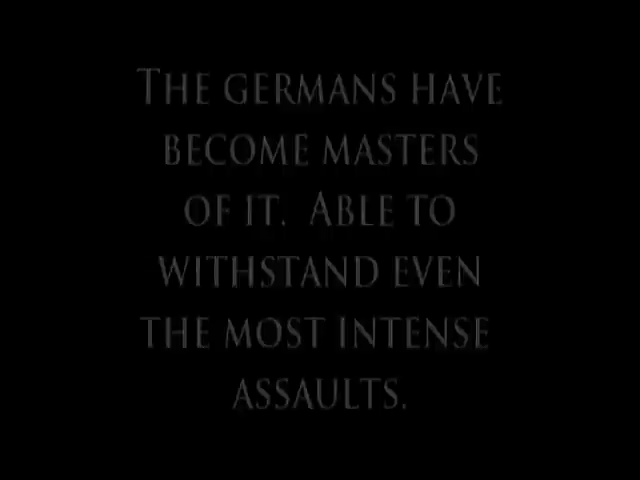 The Germans have
become masters
of it.  Able to
withstand even
the most intense
assaults.